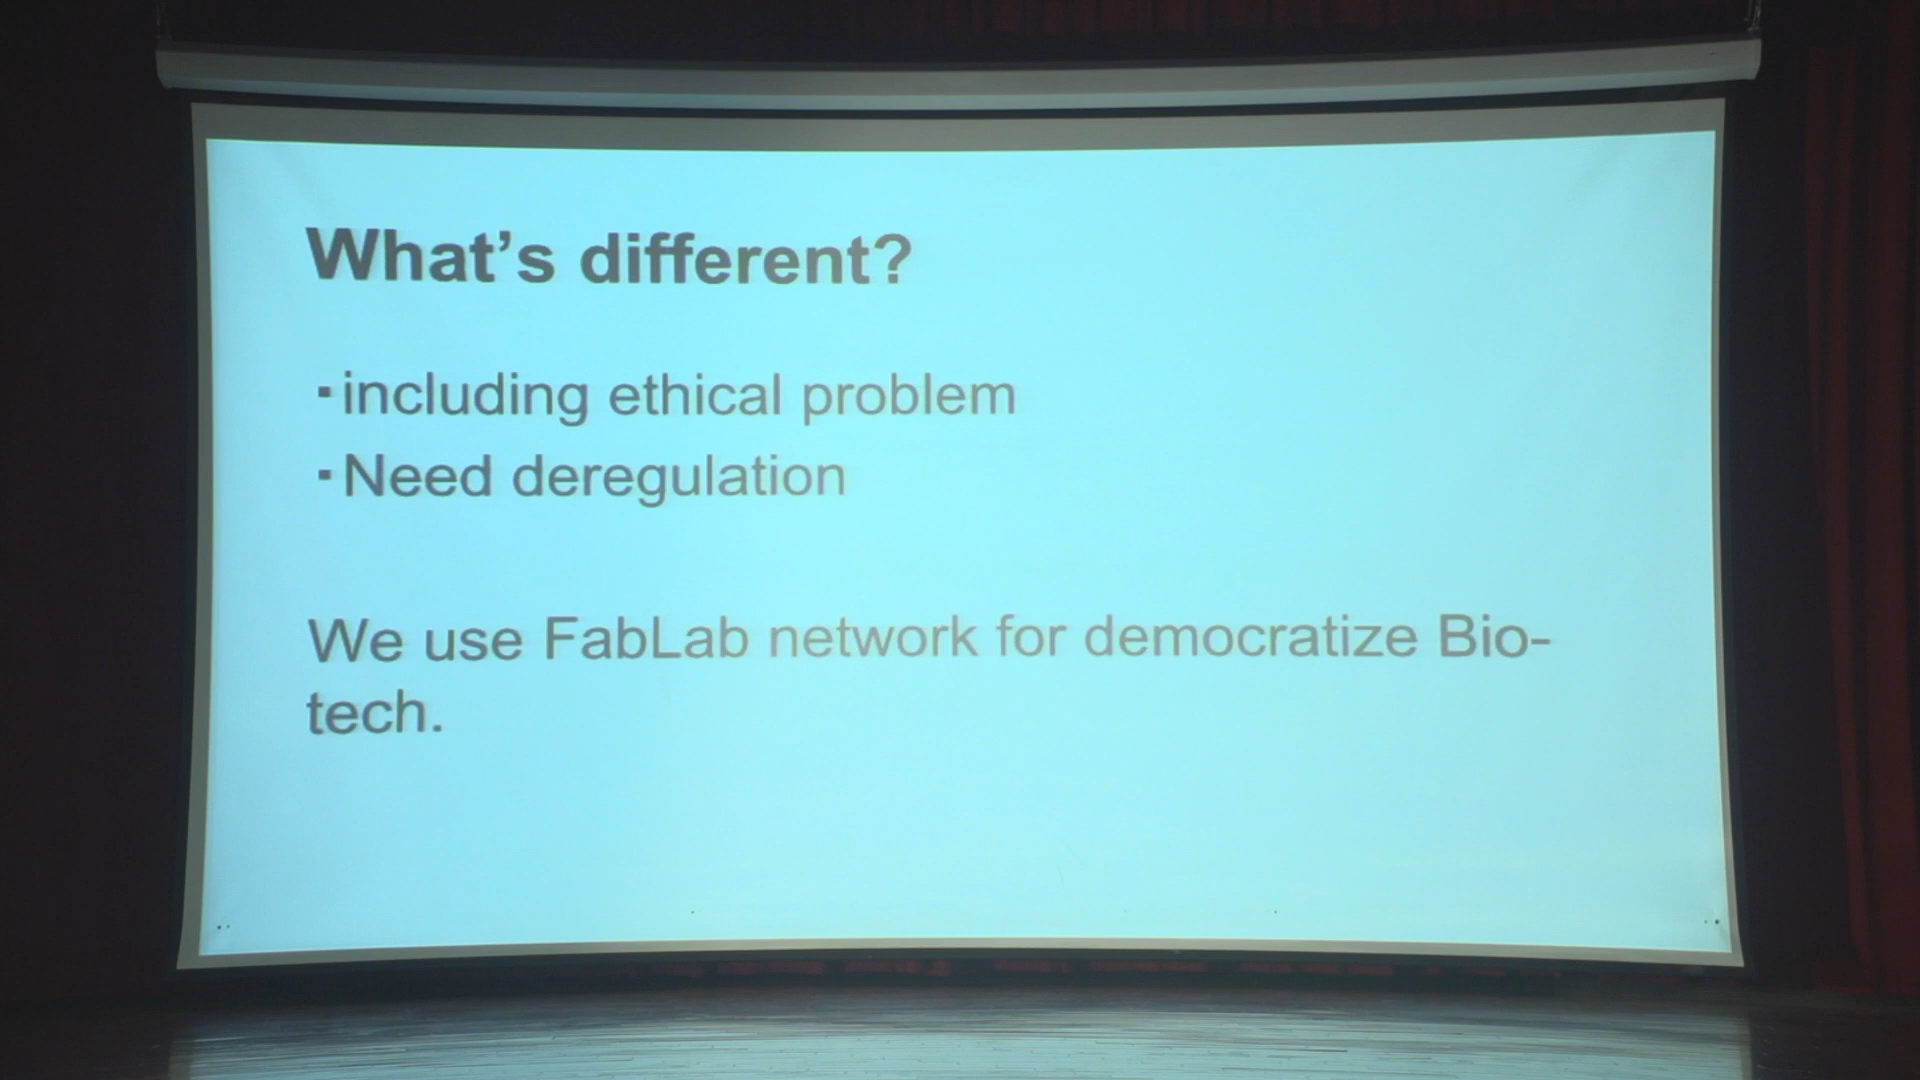 What’s different?
▪ including ethical problem
▪ Need deregulation
We use FabLab network for democratize Bio-
tech.